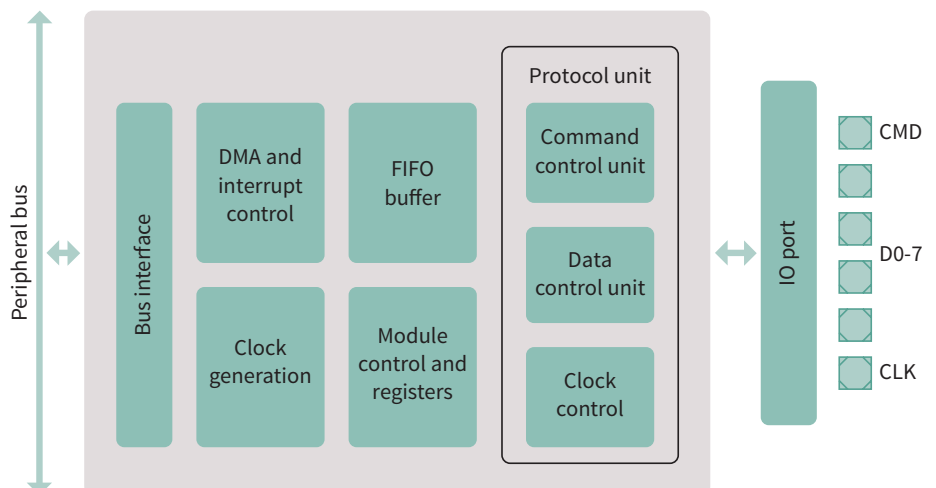 Peripheral bus
Bus interface
DMA and
interrupt
control
FIFO
buffer
Clock
generation
Module
control and
registers
Protocol unit
Command
control unit
Data
control unit
Clock
control
IO port
CMD
D0-7
CLK